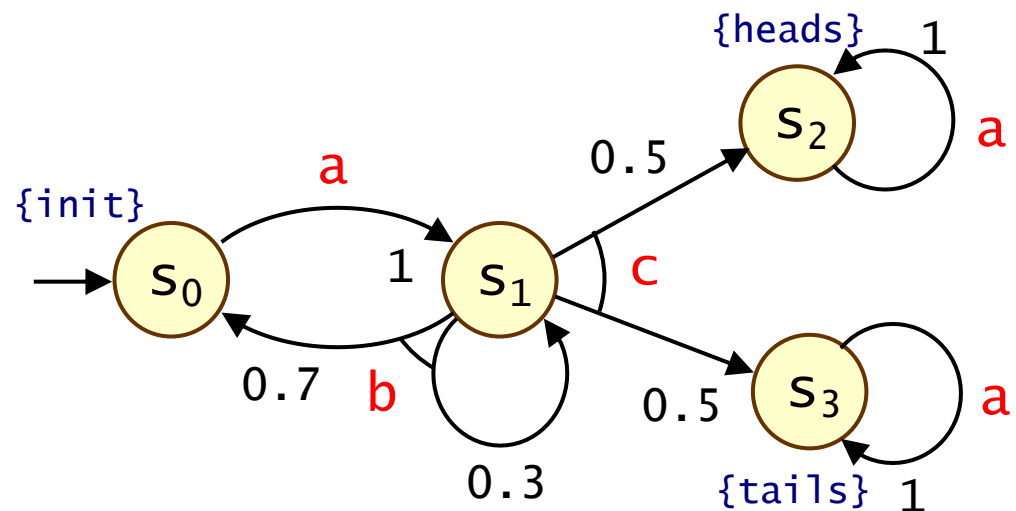 {heads}
1
s₂
a
0.5
a
{init}
1
s₀
s₁
c
0.7
b
0.5
s₃
a
0.3
{tails}
1